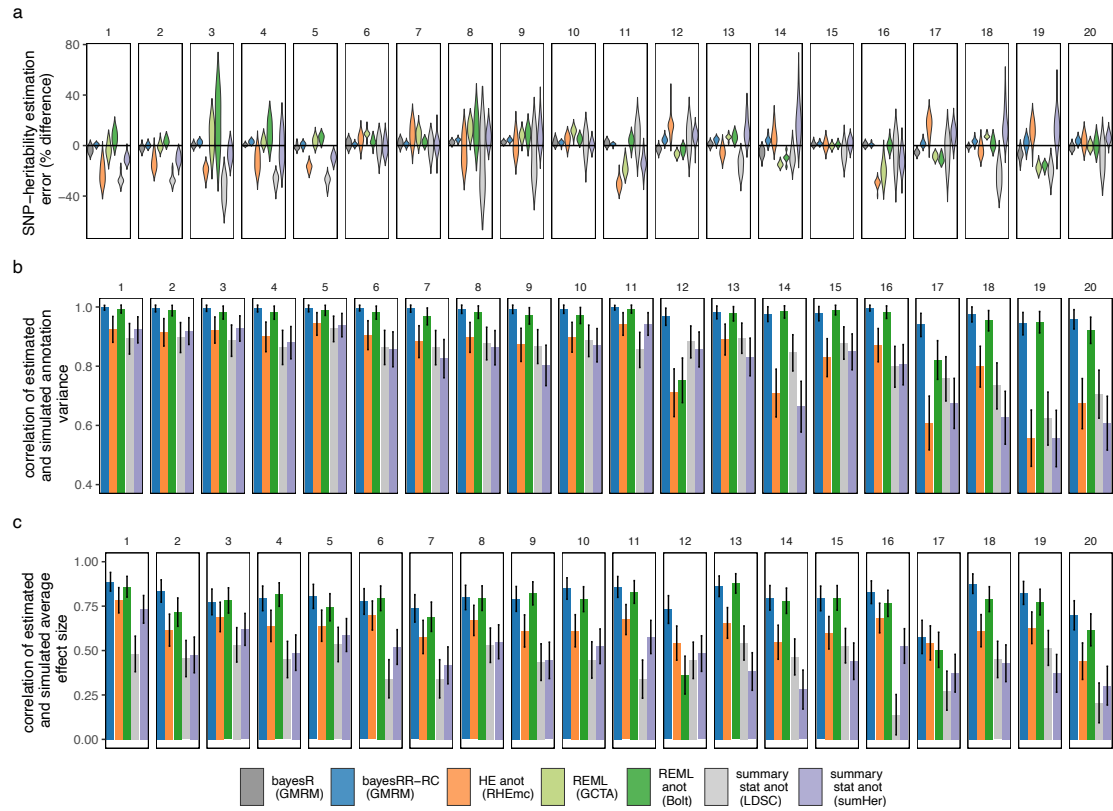 a
1 2 3 4 5 6 7 8 9 10 11 12 13 14 15 16 17 18 19 20
80
40
0
−40
SNP−heritability estimation
error (% difference)
b
1 2 3 4 5 6 7 8 9 10 11 12 13 14 15 16 17 18 19 20
1.0
0.8
0.6
0.4
correlation of estimated
and simulated annotation
variance
c
1 2 3 4 5 6 7 8 9 10 11 12 13 14 15 16 17 18 19 20
1.00
0.75
0.50
0.25
0.00
correlation of estimated
and simulated average
effect size
bayesR
(GMRM)
bayesRR−RC
(GMRM)
HE anot
(RHEmc)
REML
(GCTA)
REML
anot
(Bolt)
summary
stat anot
(LDSC)
summary
stat anot
(sumHer)